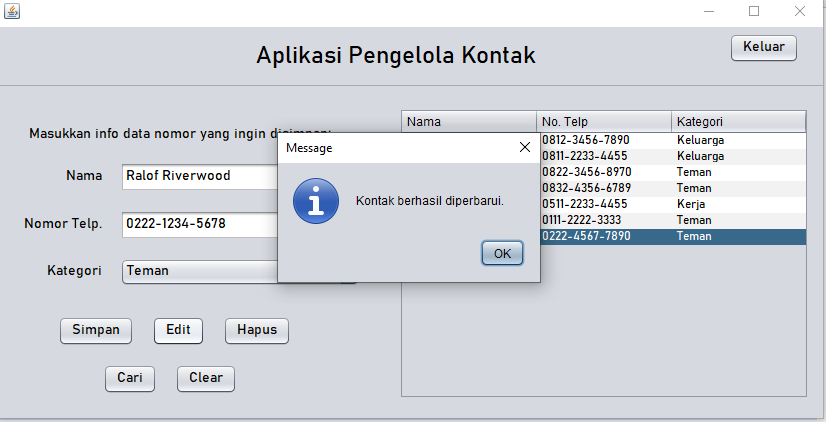 Aplikasi Pengelola Kontak
Keluar
Masukkan info data nomor yang ingin disimpan:
Nama
Ralof Riverwood
Nomor Telp.
0222-1234-5678
Kategori
Teman
Simpan
Edit
Hapus
Cari
Clear
Message
Kontak berhasil diperbarui.
OK
Nama No. Telp Kategori
0812-3456-7890 Keluarga
0811-2233-4455 Keluarga
0822-3456-8970 Teman
0832-4356-6789 Teman
0511-2233-4455 Kerja
0111-2222-3333 Teman
0222-4567-7890 Teman